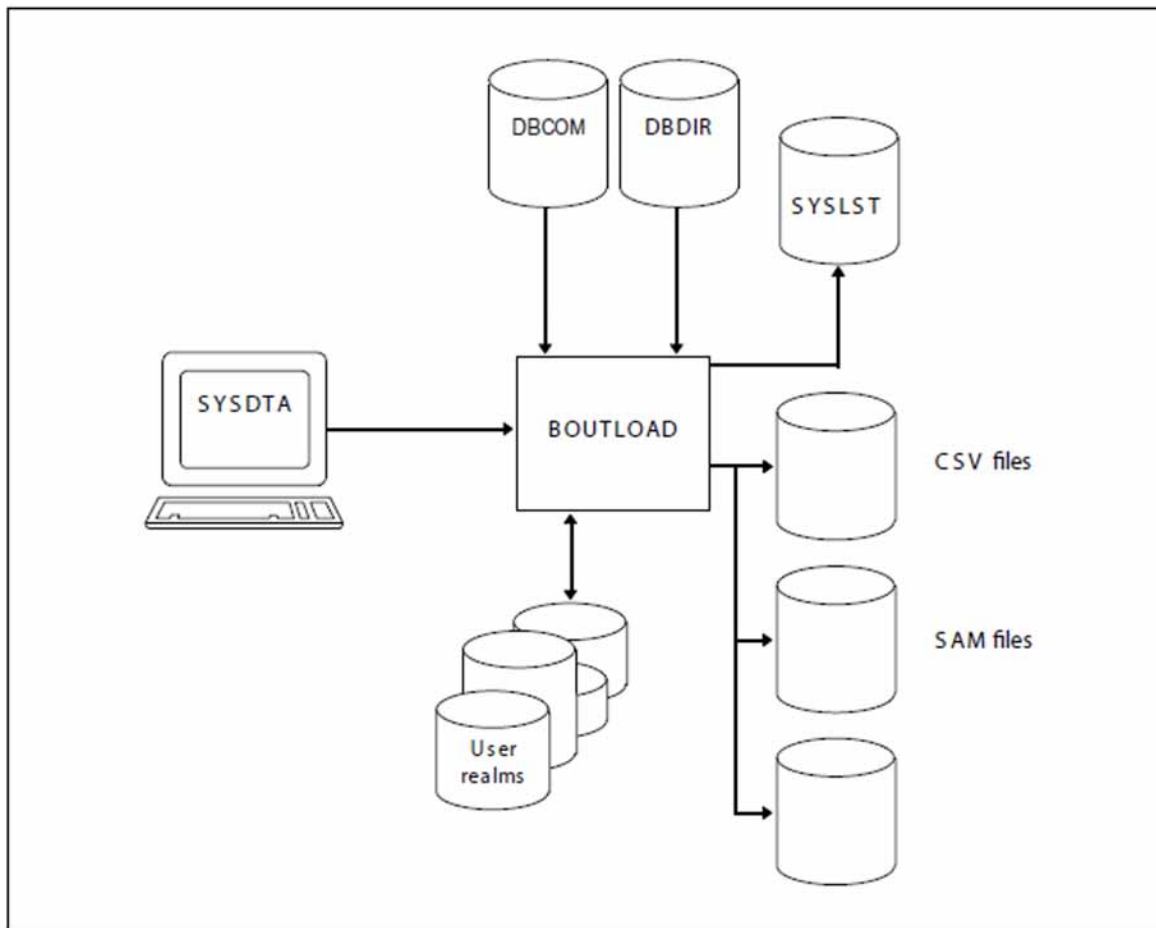 DBCOM
DBDIR
SYSLST
SYSDTA
BOUTLOAD
CSV files
SAM files
User
realms